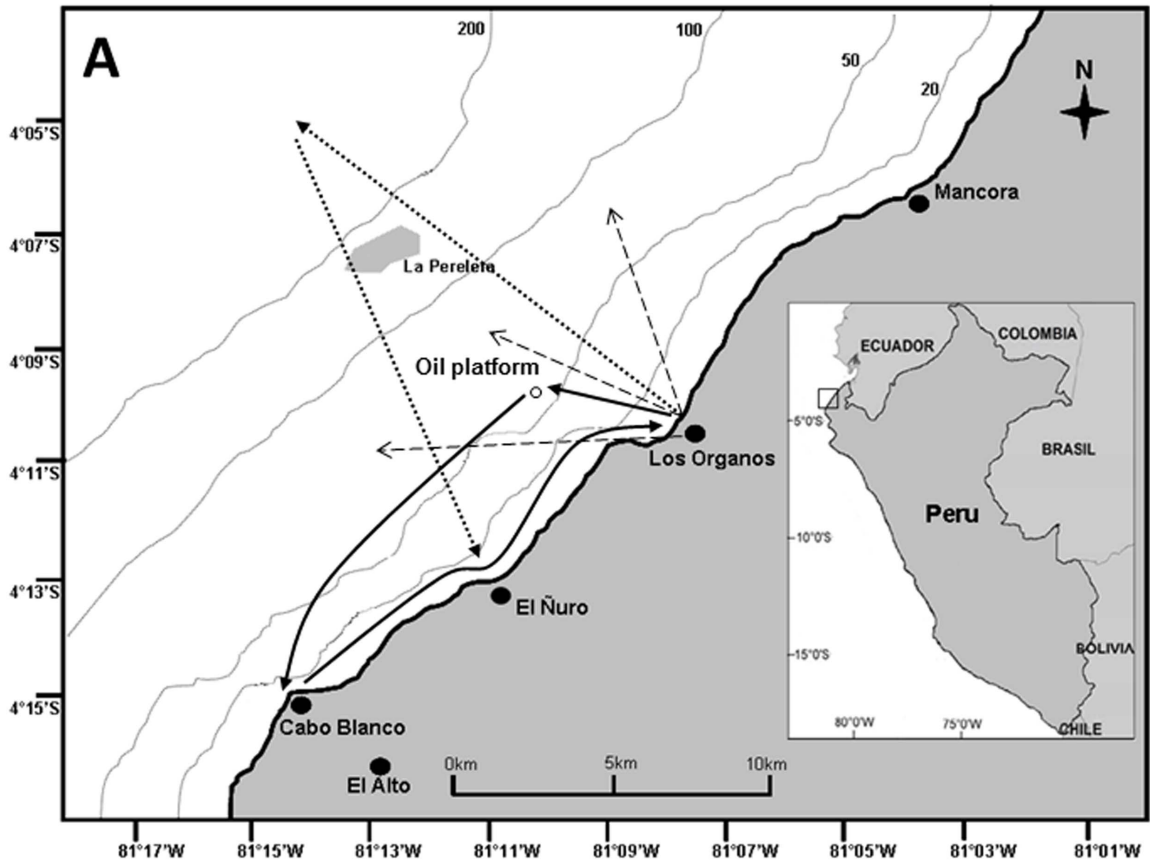 A
200
100
50
20
N
4°05'S
4°07'S
4°09'S
4°11'S
4°13'S
4°15'S
Mancora
La Perelera
Oil platform
Los Organos
El Ñuro
Cabo Blanco
El Alto
0km 5km 10km
ECUADOR
COLOMBIA
BRASIL
Peru
BOLIVIA
CHILE
5°0'S
10°0'S
15°0'S
80°0'W 75°0'W
81°17'W 81°15'W 81°13'W 81°11'W 81°09'W 81°07'W 81°05'W 81°03'W 81°01'W